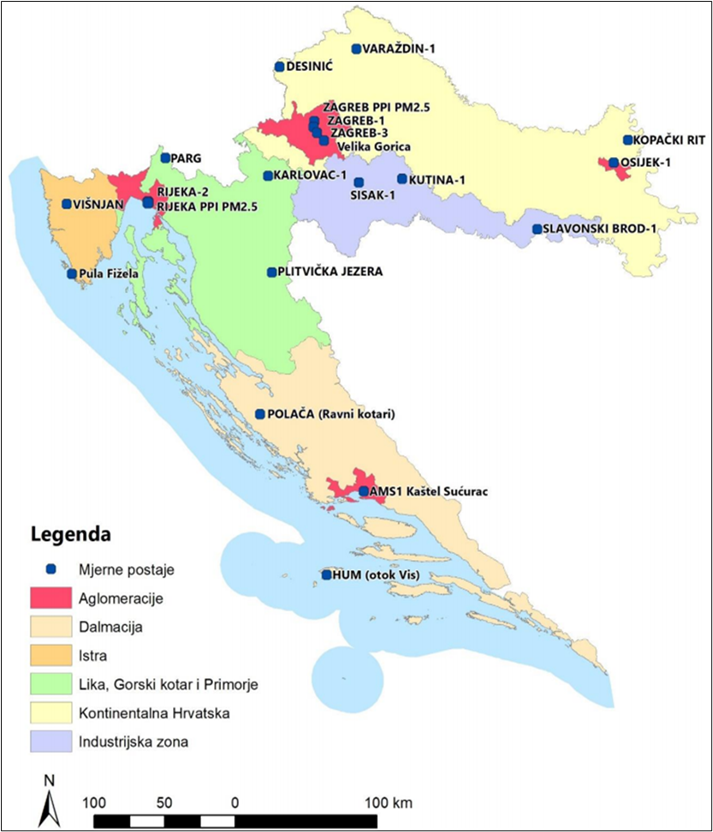 VARAŽDIN-1
DESINIĆ
ZAGREB PPI PM2.5
ZAGREB-1
ZAGREB-3
Velika Gorica
KOPAČKI RIT
OSIJEK-1
PARG
KARLOVAC-1
SISAK-1
KUTINA-1
RIJEKA-2
RIJEKA PPI PM2.5
VIŠNJAN
SLAVONSKI BROD-1
Pula Fižela
PLITVIČKA JEZERA
POLAČA (Ravni kotari)
AMS1 Kaštel Sućurac
HUM (otok Vis)
Legenda
Mjerne postaje
Aglomeracije
Dalmacija
Istra
Lika, Gorski kotar i Primorje
Kontinentalna Hrvatska
Industrijska zona
N
100 50 0 100 km